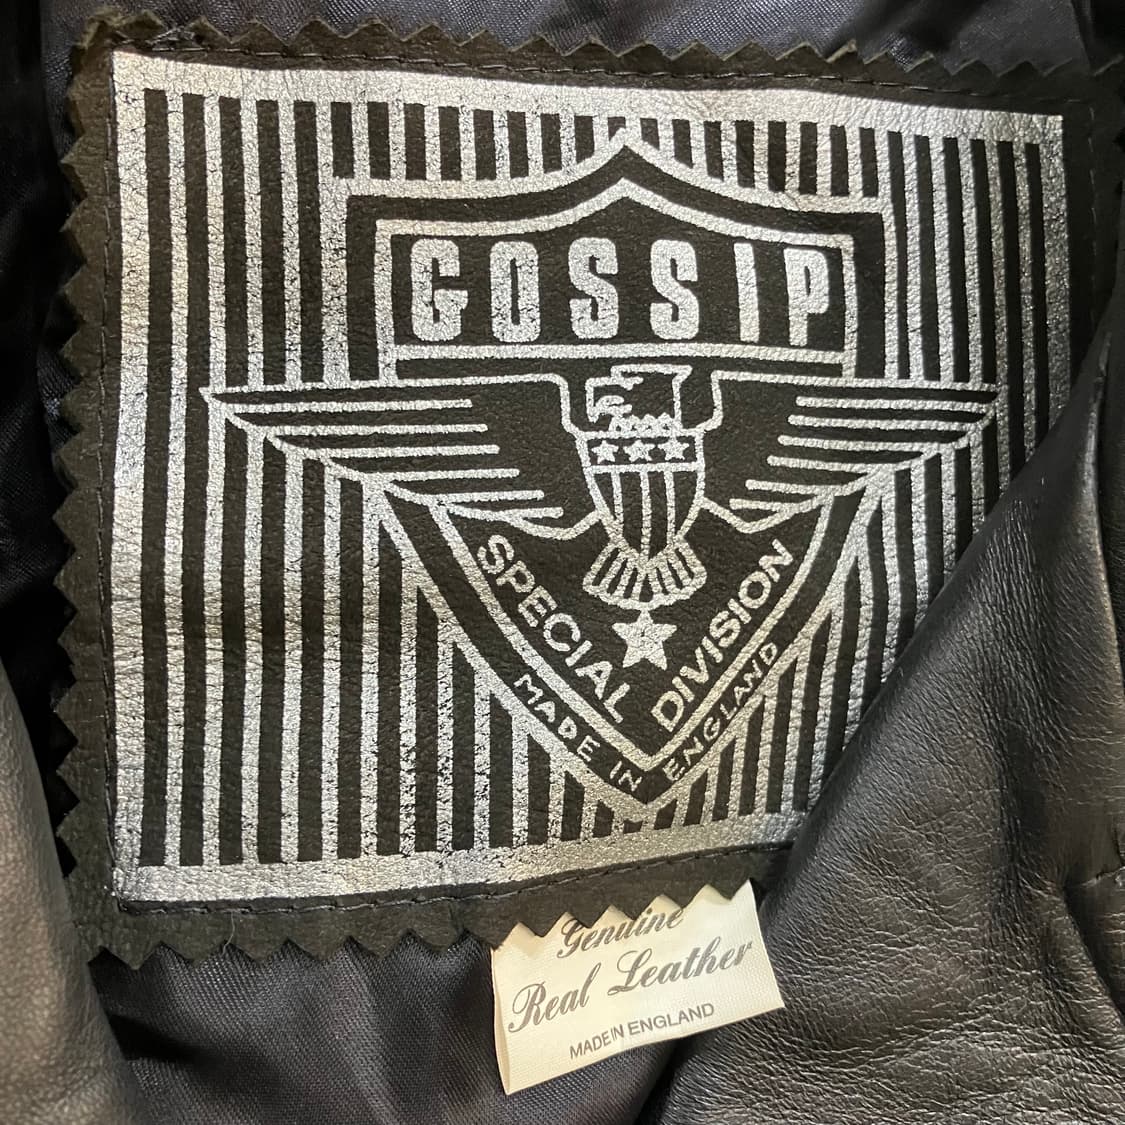 GOSSIP
SPECIAL DIVISION
MADE IN ENGLAND
Genuine
Real Leather
MADE IN ENGLAND